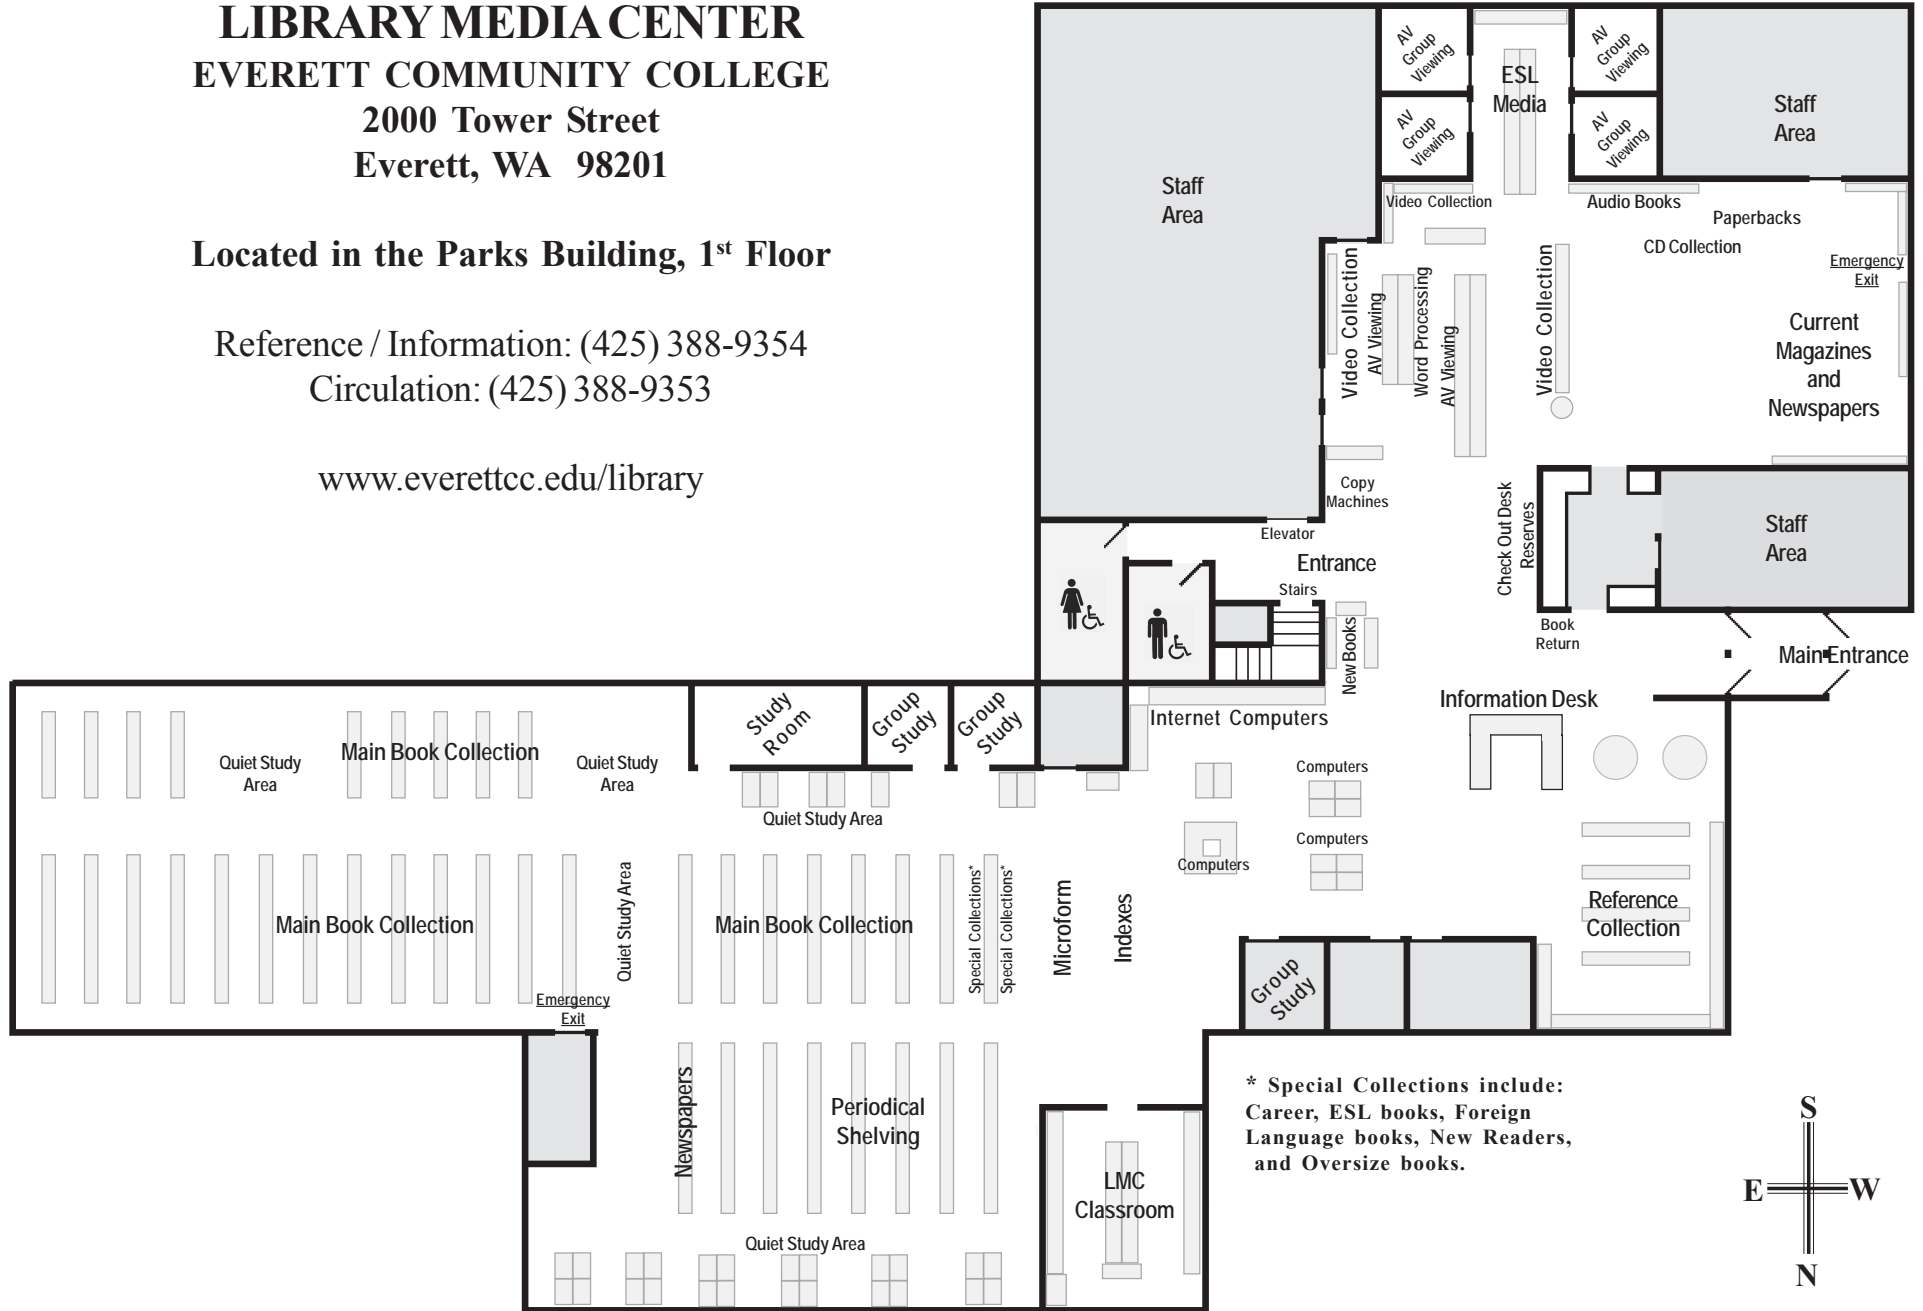 LIBRARY MEDIA CENTER
EVERETT COMMUNITY COLLEGE
2000 Tower Street
Everett, WA 98201
Located in the Parks Building, 1st Floor
Reference / Information: (425) 388-9354
Circulation: (425) 388-9353
www.everettcc.edu/library
AV
Group
Viewing
AV
Group
Viewing
AV
Group
Viewing
AV
Group
Viewing
ESL
Media
Staff
Area
Staff
Area
Video Collection
Audio Books
Paperbacks
CD Collection
Emergency
Exit
Video Collection
AV Viewing
Word Processing
AV Viewing
Video Collection
Current
Magazines
and
Newspapers
Copy
Machines
Check Out Desk
Reserves
Staff
Area
Elevator
Entrance
Stairs
New Books
Book
Return
Main Entrance
Information Desk
Internet Computers
Study
Room
Group
Study
Group
Study
Quiet Study
Area
Main Book Collection
Quiet Study
Area
Quiet Study Area
Computers
Computers
Computers
Main Book Collection
Quiet Study Area
Main Book Collection
Special Collections*
Special Collections*
Microform
Indexes
Reference
Collection
Group
Study
Emergency
Exit
Newspapers
Periodical
Shelving
LMC
Classroom
Quiet Study Area
* Special Collections include:
Career, ESL books, Foreign
Language books, New Readers,
and Oversize books.
S
E W
N